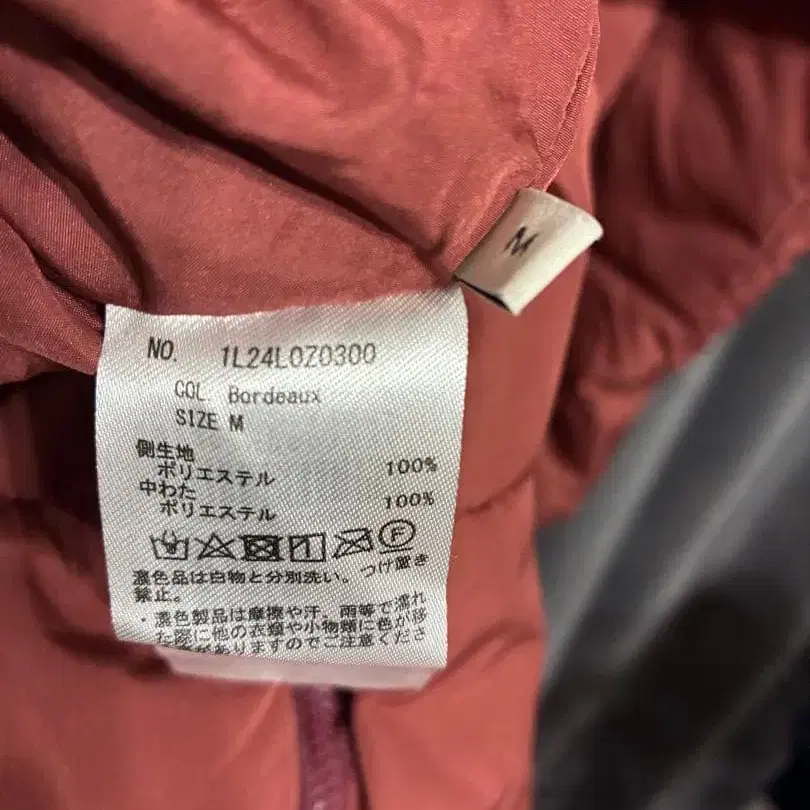 M
NO. 1L24L0Z0300
COL Bordeaux
SIZE M
側生地
ポリエステル 100%
中わた
ポリエステル 100%
F
濃色品は白物と分別洗い。つけ置き
禁止。
・濃色製品は摩擦や汗、雨等で濡れ
た際に他の衣類や小物類に色が移
がありますのでご注意くださ